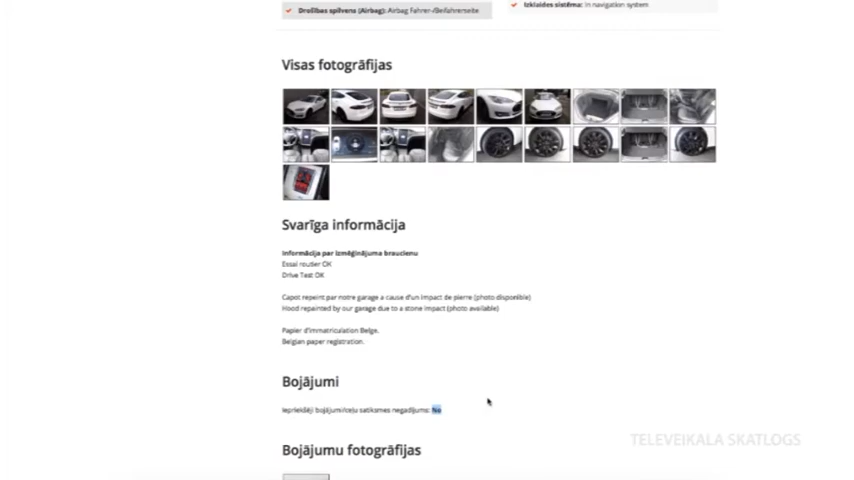 Drošības spilvens (Airbag): Airbag Fahrer-/Beifahrerseite
Izklaides sistēma: In navigation system
Visas fotogrāfijas
Svarīga informācija
Informācija par izmēģinājuma braucienu
Essai routier OK
Drive Test OK
Capot repeint par notre garage a cause d'un impact de pierre (photo disponible)
Hood repainted by our garage due to a stone impact (photo available)
Papier d'immatriculation Belge.
Belgian paper registration.
Bojājumi
Iepriekšēji bojājumi/ceļu satiksmes negadījums: No
Bojājumu fotogrāfijas
TELEVEIKALA SKATLOGS